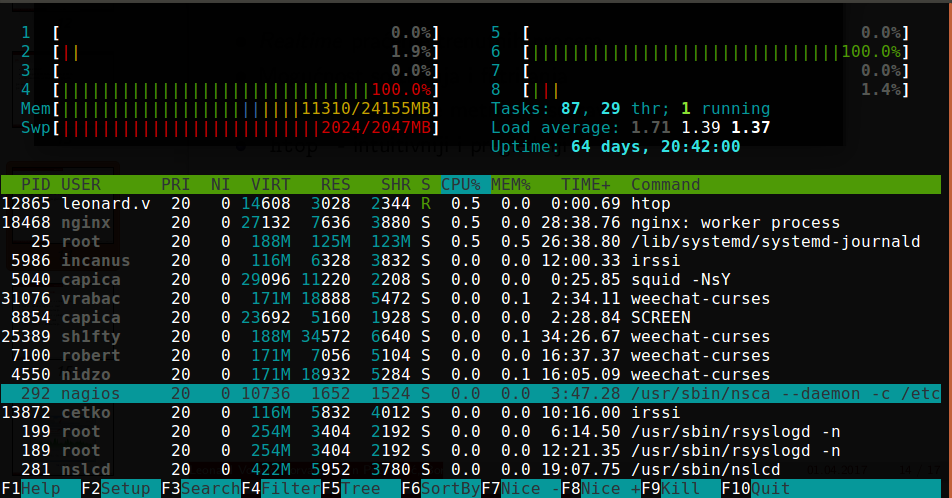 1 [ 0.0%] 5 [ 0.0%]
2 [|| 1.9%] 6 [|||||||||||||||||||||||||||||||100.0%]
3 [ 0.0%] 7 [ 0.0%]
4 [|||||||||||||||||||||||||||||||100.0%] 8 [||| 1.4%]
Mem[||||||||||||||||||||||||11310/24155MB] Tasks: 87, 29 thr; 1 running
Swp[||||||||||||||||||||||||||2024/2047MB] Load average: 1.71 1.39 1.37
Uptime: 64 days, 20:42:00
PID USER PRI NI VIRT RES SHR S CPU% MEM% TIME+ Command
12865 leonard.v 20 0 14608 3028 2344 R 0.5 0.0 0:00.69 htop
18468 nginx 20 0 27132 7636 3880 S 0.5 0.0 28:38.76 nginx: worker process
25 root 20 0 188M 125M 123M S 0.5 0.5 26:38.80 /lib/systemd/systemd-journald
5986 incanus 20 0 116M 6328 3832 S 0.0 0.0 12:00.33 irssi
5040 capica 20 0 29096 11220 2208 S 0.0 0.0 0:25.85 squid -NsY
31076 vrabac 20 0 171M 18888 5472 S 0.0 0.1 2:34.11 weechat-curses
8854 capica 20 0 23692 5160 1928 S 0.0 0.0 2:28.84 SCREEN
25389 sh1fty 20 0 188M 34572 6640 S 0.0 0.1 34:26.67 weechat-curses
7100 robert 20 0 171M 7056 5104 S 0.0 0.0 16:37.37 weechat-curses
4550 nidzo 20 0 171M 18932 5284 S 0.0 0.1 16:05.09 weechat-curses
292 nagios 20 0 10736 1652 1524 S 0.0 0.0 3:47.28 /usr/sbin/nsca --daemon -c /etc
13872 cetko 20 0 116M 5832 4012 S 0.0 0.0 10:16.00 irssi
199 root 20 0 254M 3404 2192 S 0.0 0.0 6:14.50 /usr/sbin/rsyslogd -n
189 root 20 0 254M 3404 2192 S 0.0 0.0 12:21.35 /usr/sbin/rsyslogd -n
281 nslcd 20 0 422M 5952 3780 S 0.0 0.0 19:07.75 /usr/sbin/nslcd
F1Help F2Setup F3SearchF4FilterF5Tree F6SortByF7Nice -F8Nice +F9Kill F10Quit